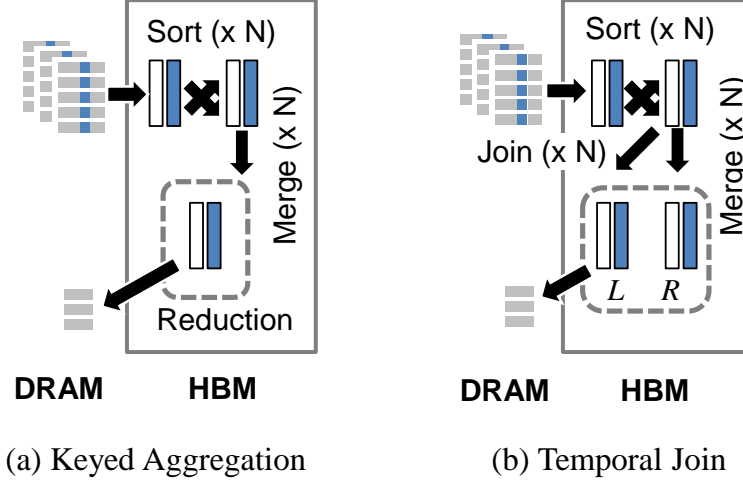 Sort (x N)
Merge (x N)
Reduction
DRAM
HBM
(a) Keyed Aggregation
Sort (x N)
Join (x N)
Merge (x N)
L
R
DRAM
HBM
(b) Temporal Join